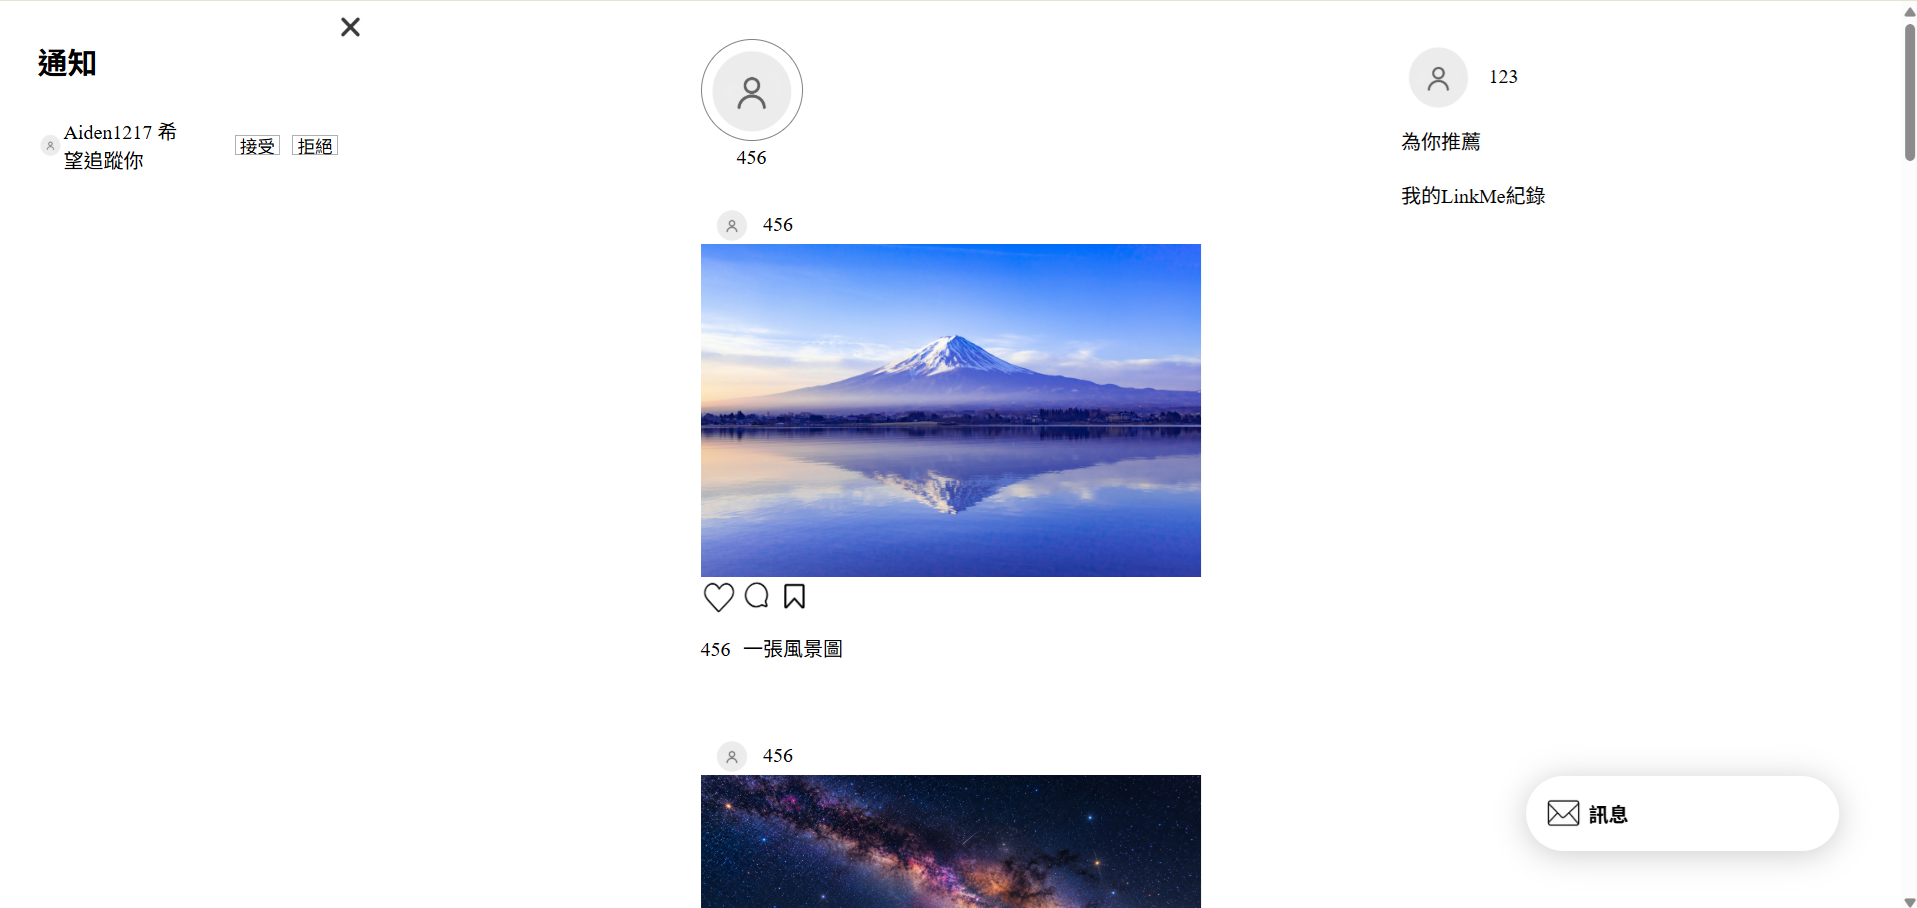 通知
Aiden1217 希
望追蹤你
接受 拒絕
456
456
456 一張風景圖
456
123
為你推薦
我的LinkMe紀錄
訊息